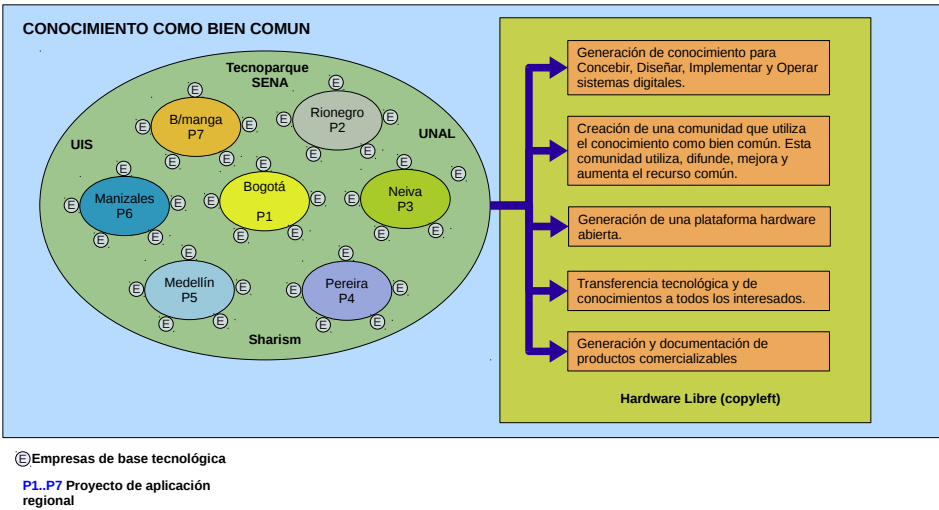 CONOCIMIENTO COMO BIEN COMUN
Tecnoparque
SENA
UIS
UNAL
E
B/manga
P7
E
E
E
E
E
Rionegro
P2
E
E
E
E
Manizales
P6
E
E
E
E
E
Bogotá
P1
E
E
E
E
E
Neiva
P3
E
E
E
E
Medellín
P5
E
E
E
E
E
Pereira
P4
E
E
E
E
Sharism
Generación de conocimiento para
Concebir, Diseñar, Implementar y Operar
sistemas digitales.
Creación de una comunidad que utiliza
el conocimiento como bien común. Esta
comunidad utiliza, difunde, mejora y
aumenta el recurso común.
Generación de una plataforma hardware
abierta.
Transferencia tecnológica y de
conocimientos a todos los interesados.
Generación y documentación de
productos comercializables
Hardware Libre (copyleft)
E Empresas de base tecnológica
P1..P7 Proyecto de aplicación
regional